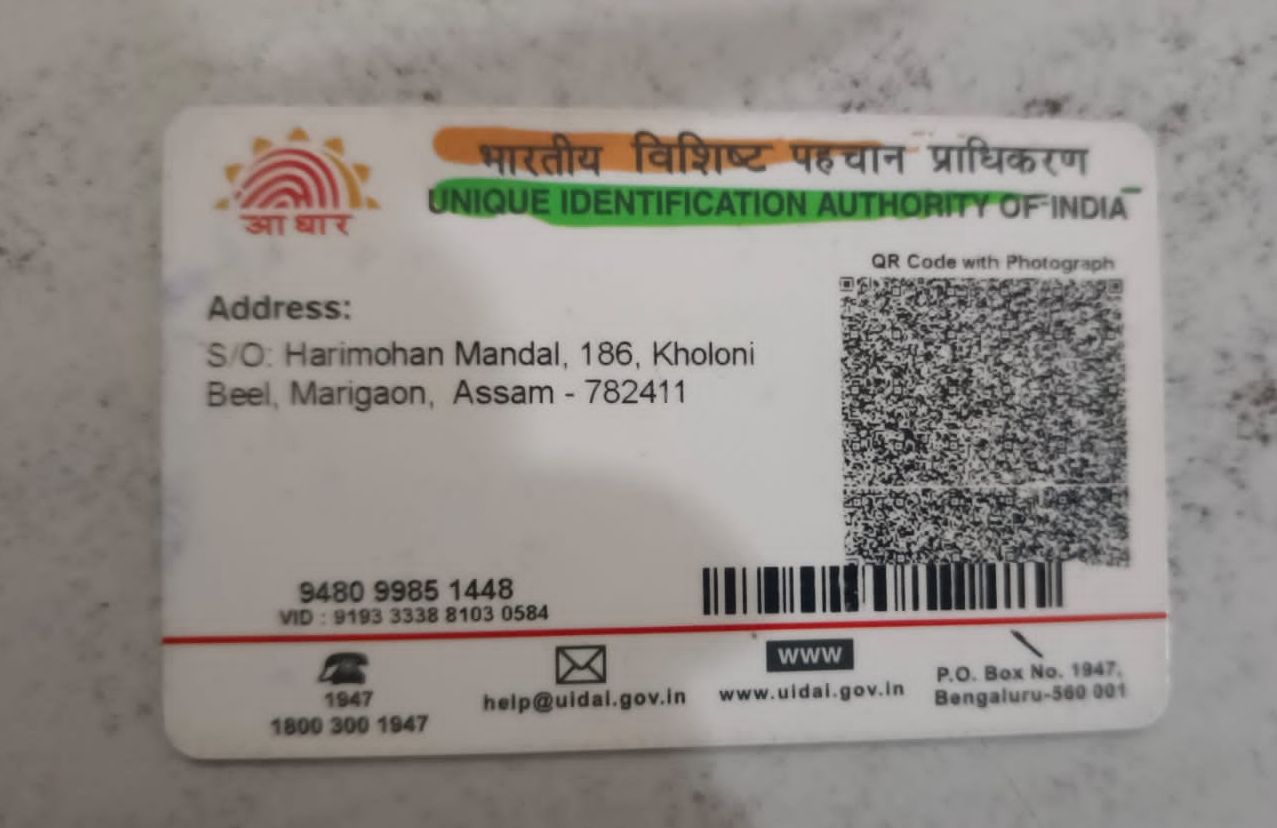 भारतीय विशिष्ट पहचान प्राधिकरण
UNIQUE IDENTIFICATION AUTHORITY OF INDIA
आधार
QR Code with Photograph
Address:
S/O: Harimohan Mandal, 186, Kholoni
Beel, Marigaon, Assam - 782411
9480 9985 1448
VID : 9193 3338 8103 0584
1947
1800 300 1947
help@uidai.gov.in
www
www.uidai.gov.in
P.O. Box No. 1947,
Bengaluru-560 001